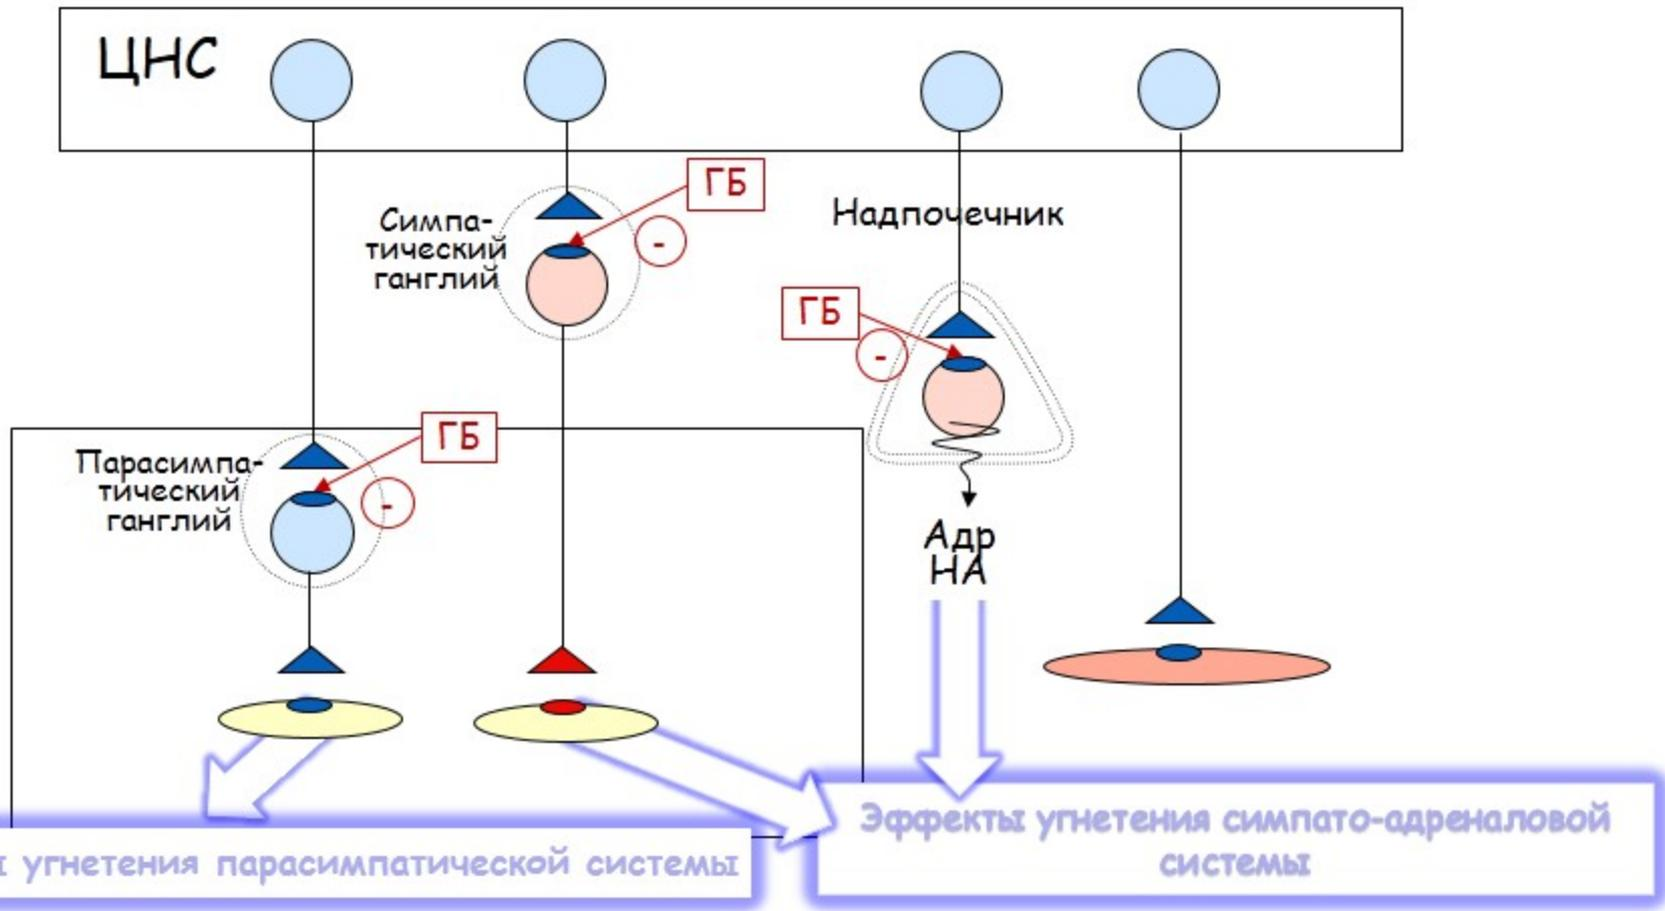 ЦНС
ГБ
-
Симпа-
тический
ганглий
Надпочечник
ГБ
-
ГБ
-
Парасимпа-
тический
ганглий
Адр
НА
угнетения парасимпатической системы
Эффекты угнетения симпато-адреналовой
системы